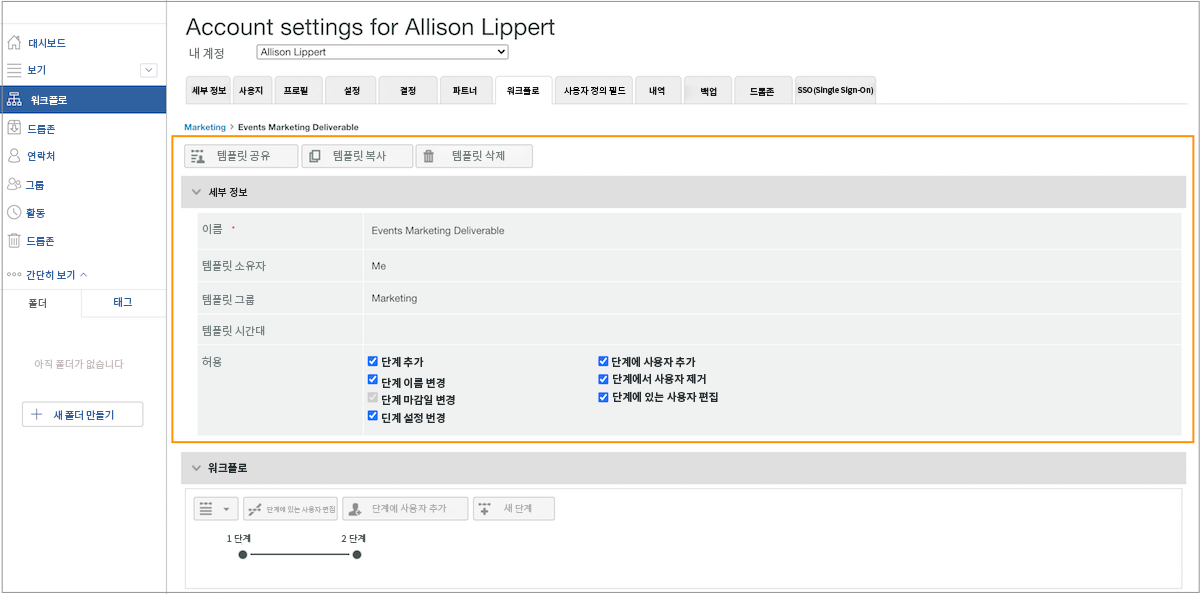 Account settings for Allison Lippert
내 계정
Allison Lippert
대시보드
보기
워크플로
드롭존
연락처
그룹
활동
드롭존
간단히 보기
폴더
태그
아직 폴더가 없습니다
새 폴더 만들기
세부 정보
사용지
프로필
설정
결정
파트너
워크플로
사용자 정의 필드
내역
백업
드롭존
SSO(Single Sign-On)
Marketing > Events Marketing Deliverable
템플릿 공유
템플릿 복사
템플릿 삭제
세부 정보
이름 *
Events Marketing Deliverable
템플릿 소유자
Me
템플릿 그룹
Marketing
템플릿 시간대
허용
단계 추가
단계에 사용자 추가
단계 이름 변경
단계에서 사용자 제거
단계 마감일 변경
단계에 있는 사용자 편집
딘계 설정 번경
워크플로
단계에 있는 사용자 편집
단계에 사용자 추가
새 단계
1 단계
2 단계